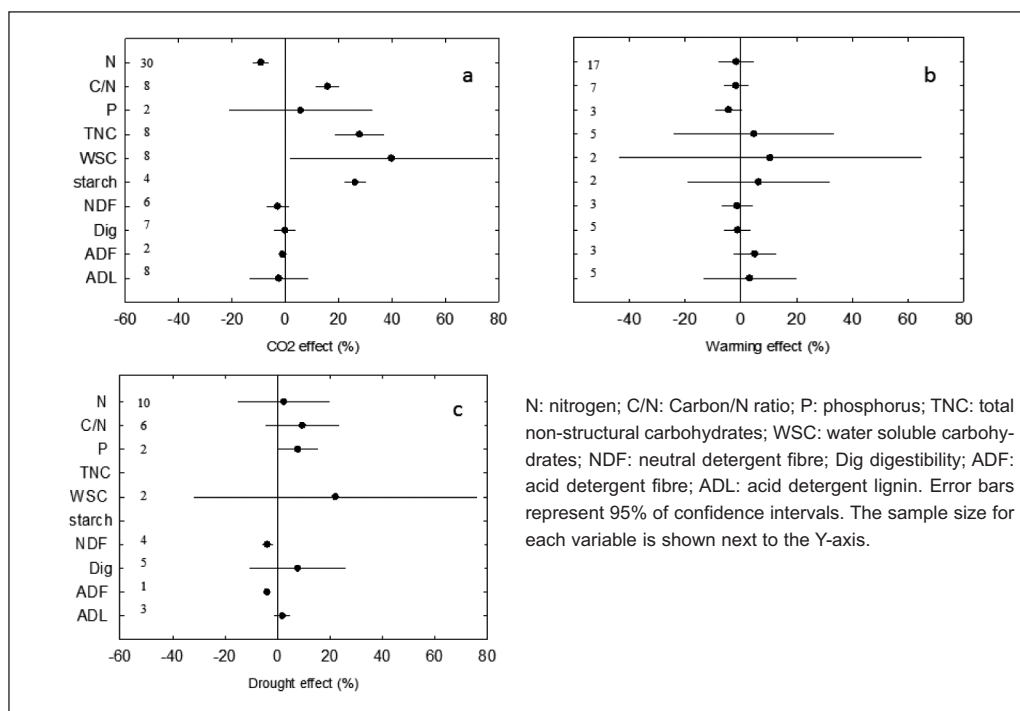 N 30
C/N 8
P 2
TNC 8
WSC 8
starch 4
NDF 6
Dig 7
ADF 2
ADL 8
a
-60 -40 -20 0 20 40 60 80
CO2 effect (%)
17
7
3
5
2
2
3
5
3
5
b
-40 -20 0 20 40 60 80
Warming effect (%)
N 10
C/N 6
P 2
TNC
WSC 2
starch
NDF 4
Dig 5
ADF 1
ADL 3
c
-60 -40 -20 0 20 40 60 80
Drought effect (%)
N: nitrogen; C/N: Carbon/N ratio; P: phosphorus; TNC: total
non-structural carbohydrates; WSC: water soluble carbohy-
drates; NDF: neutral detergent fibre; Dig digestibility; ADF:
acid detergent fibre; ADL: acid detergent lignin. Error bars
represent 95% of confidence intervals. The sample size for
each variable is shown next to the Y-axis.